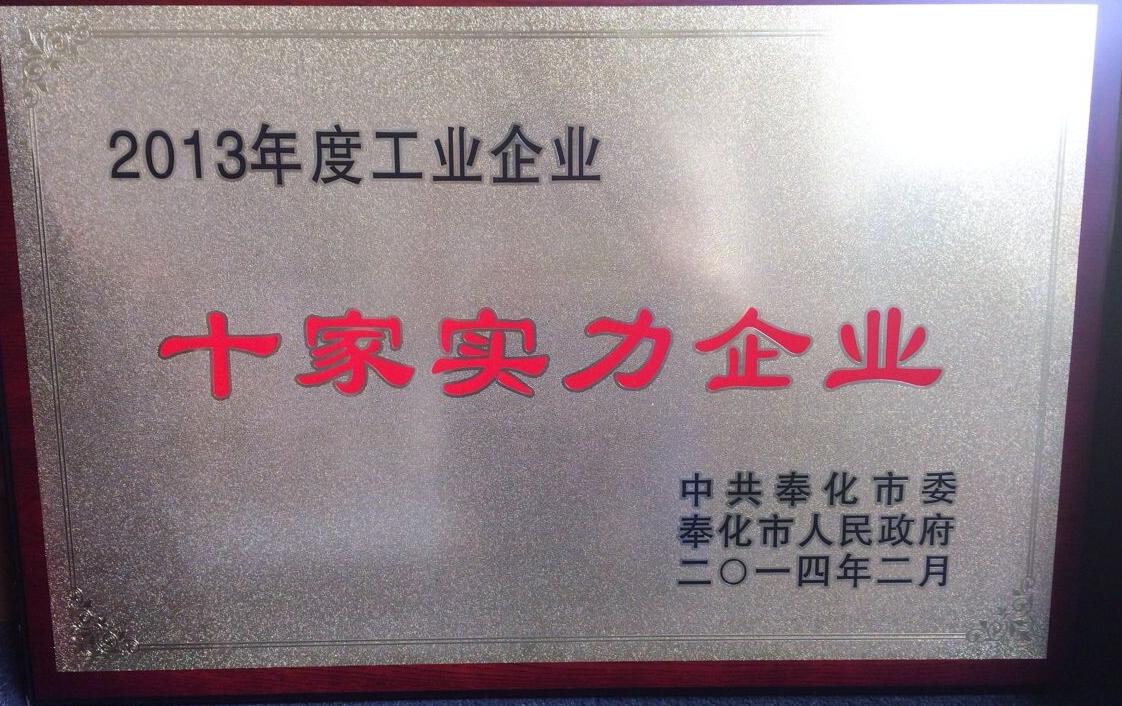 2013年度工业企业
十家实力企业
中共奉化市委
奉化市人民政府
二〇一四年二月